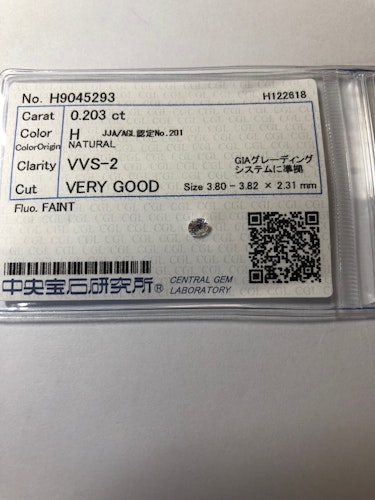 No. H9045293 H122618
Carat 0.203 ct
Color H JJA/AGL認定No.201
ColorOrigin NATURAL
Clarity VVS-2 GIAグレーディング
システムに準拠
Cut VERY GOOD Size 3.80 - 3.82 × 2.31 mm
Fluo. FAINT
中央宝石研究所® CENTRAL GEM
LABORATORY